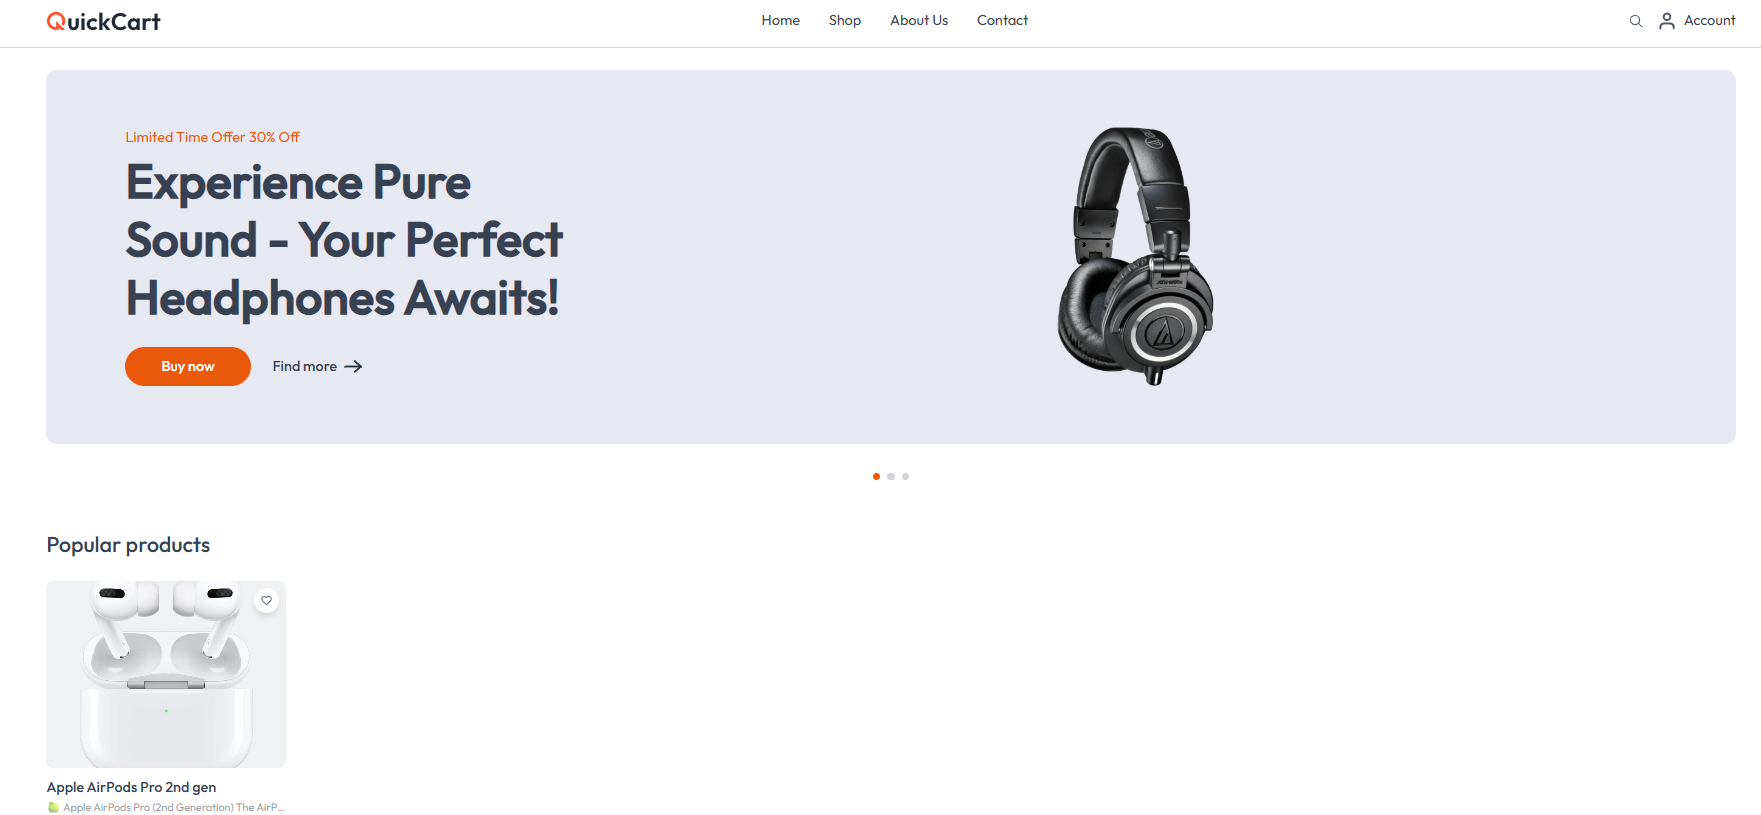 QuickCart
Home Shop About Us Contact
Account
Limited Time Offer 30% Off
Experience Pure
Sound - Your Perfect
Headphones Awaits!
Buy now
Find more
Popular products
Apple AirPods Pro 2nd gen
🍏 Apple AirPods Pro (2nd Generation) The AirP...